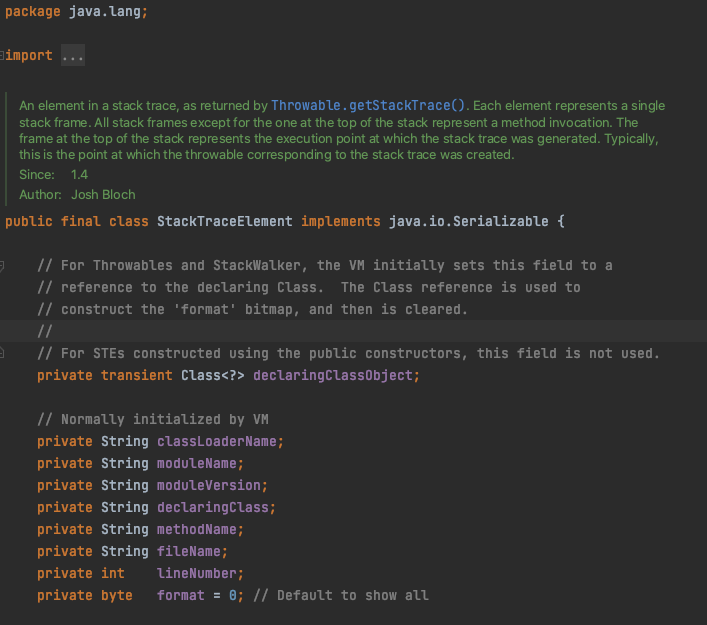 package java.lang;
import ...
An element in a stack trace, as returned by Throwable.getStackTrace(). Each element represents a single
stack frame. All stack frames except for the one at the top of the stack represent a method invocation. The
frame at the top of the stack represents the execution point at which the stack trace was generated. Typically,
this is the point at which the throwable corresponding to the stack trace was created.
Since: 1.4
Author: Josh Bloch
public final class StackTraceElement implements java.io.Serializable {
    // For Throwables and StackWalker, the VM initially sets this field to a
    // reference to the declaring Class.  The Class reference is used to
    // construct the 'format' bitmap, and then is cleared.
    //
    // For STEs constructed using the public constructors, this field is not used.
    private transient Class<?> declaringClassObject;
    // Normally initialized by VM
    private String classLoaderName;
    private String moduleName;
    private String moduleVersion;
    private String declaringClass;
    private String methodName;
    private String fileName;
    private int    lineNumber;
    private byte   format = 0; // Default to show all